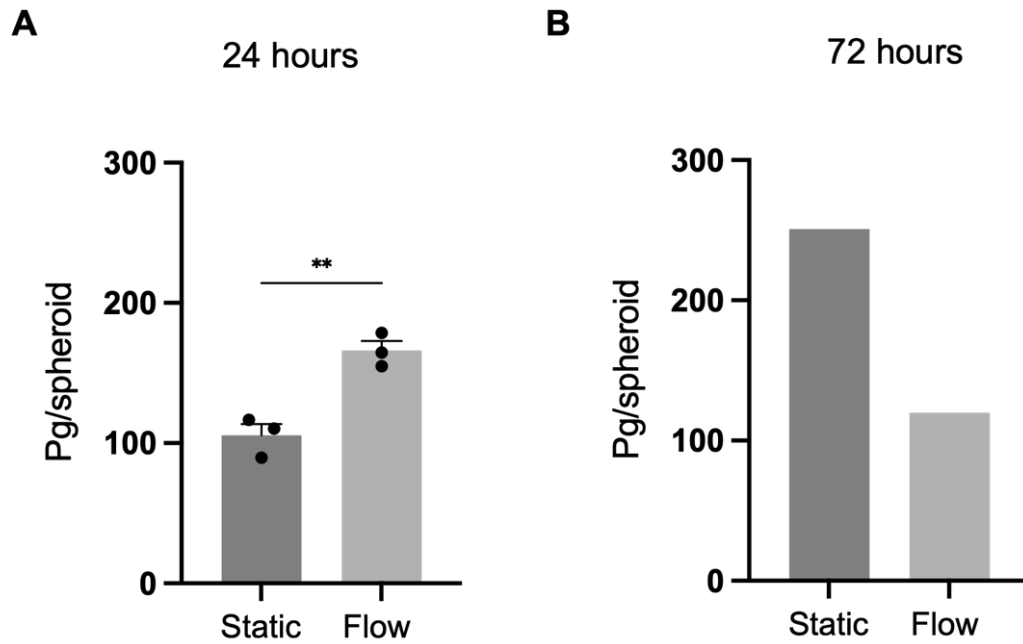 A
24 hours
300
200
100
0
Pg/spheroid
**
Static Flow
B
72 hours
300
200
100
0
Pg/spheroid
Static Flow